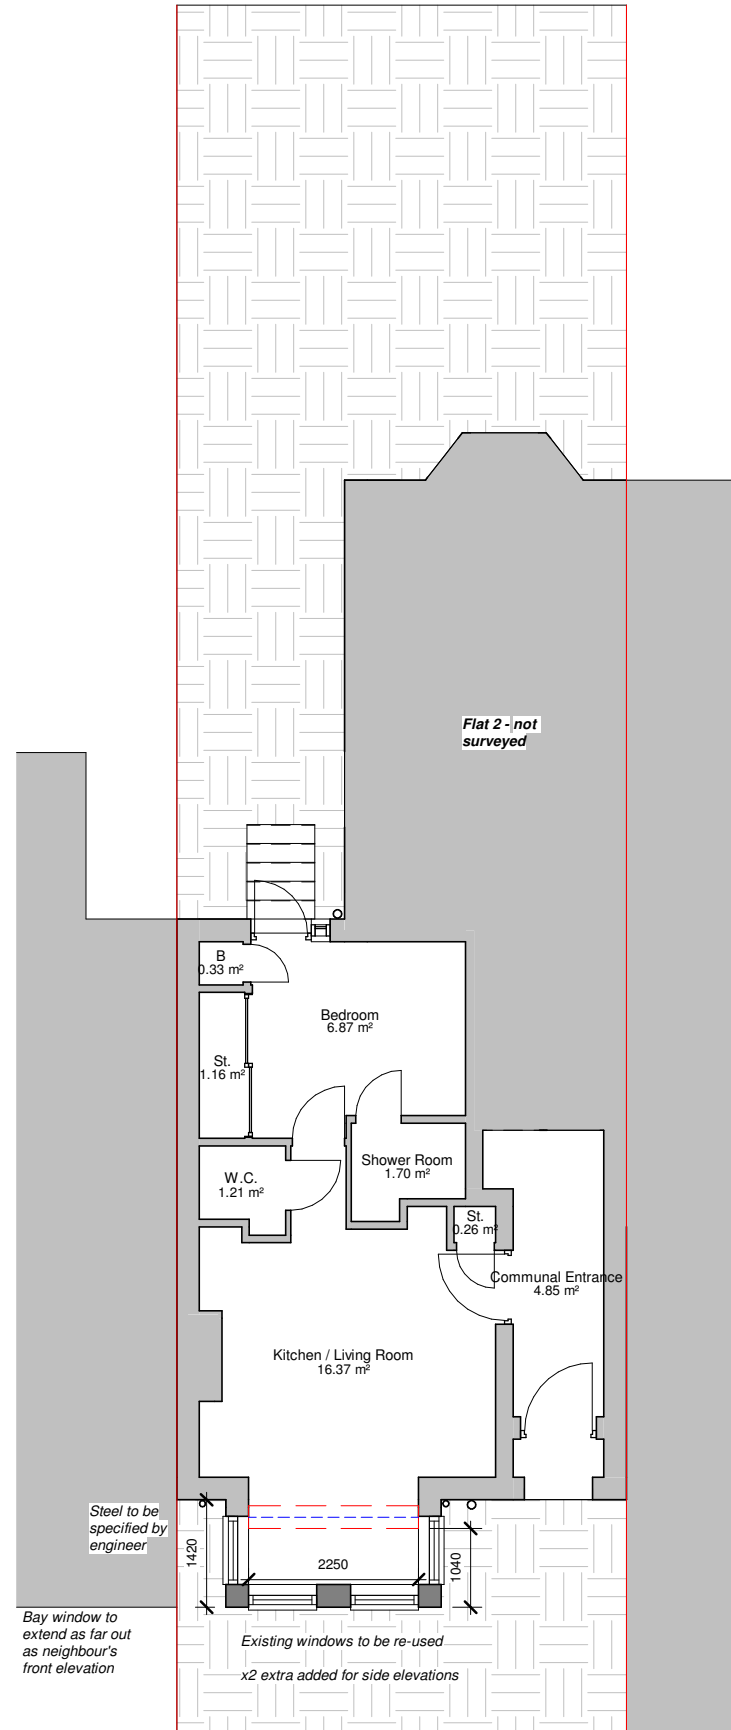 Flat 2 - not
surveyed
B
0.33 m²
Bedroom
6.87 m²
St.
1.16 m²
Shower Room
1.70 m²
W.C.
1.21 m²
St.
0.26 m²
Communal Entrance
4.85 m²
Kitchen / Living Room
16.37 m²
Steel to be
specified by
engineer
1420
2250
1040
Bay window to
extend as far out
as neighbour's
front elevation
Existing windows to be re-used
x2 extra added for side elevations